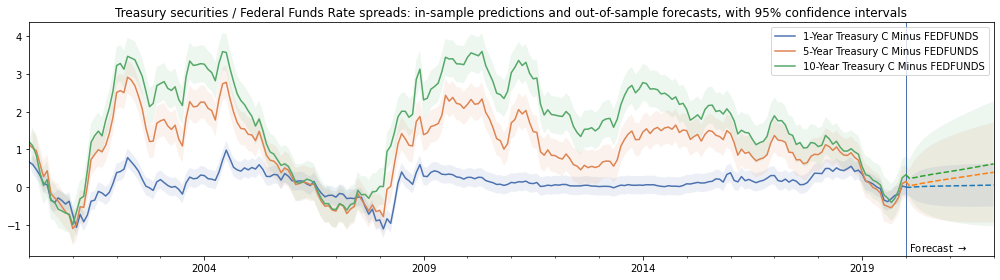 Treasury securities / Federal Funds Rate spreads: in-sample predictions and out-of-sample forecasts, with 95% confidence intervals
1-Year Treasury C Minus FEDFUNDS
5-Year Treasury C Minus FEDFUNDS
10-Year Treasury C Minus FEDFUNDS
4
3
2
1
0
−1
Forecast →
2004
2009
2014
2019